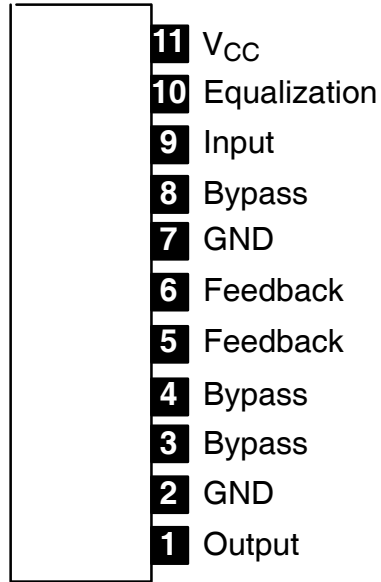 11 VCC
10 Equalization
9 Input
8 Bypass
7 GND
6 Feedback
5 Feedback
4 Bypass
3 Bypass
2 GND
1 Output